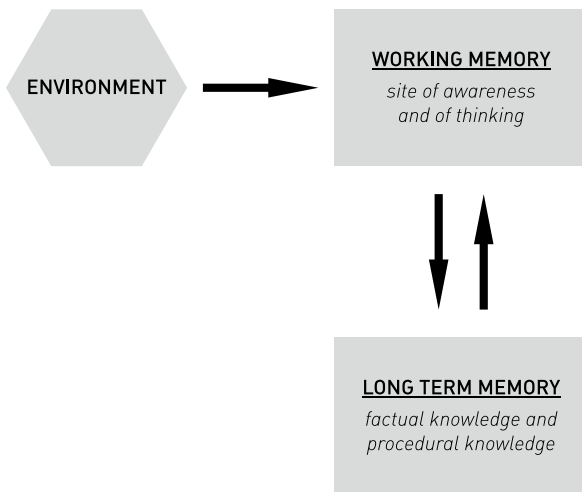 ENVIRONMENT
WORKING MEMORY
site of awareness
and of thinking
LONG TERM MEMORY
factual knowledge and
procedural knowledge